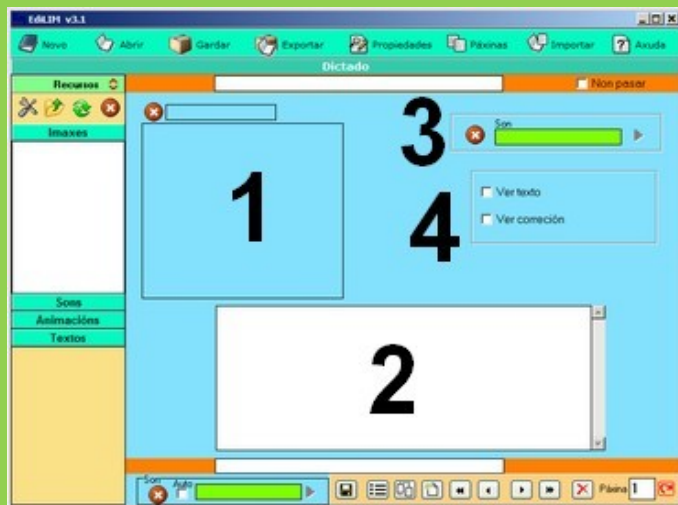 EdiLIM v3.1
Novo Abrir Gardar Exportar Propiedades Páxinas Importar Axuda
Dictado
Recursos
Non pasar
Imaxes
1
3
Son
4
Ver texto
Ver correción
Sons
Animacións
Textos
2
Son
Auto
Páxina 1